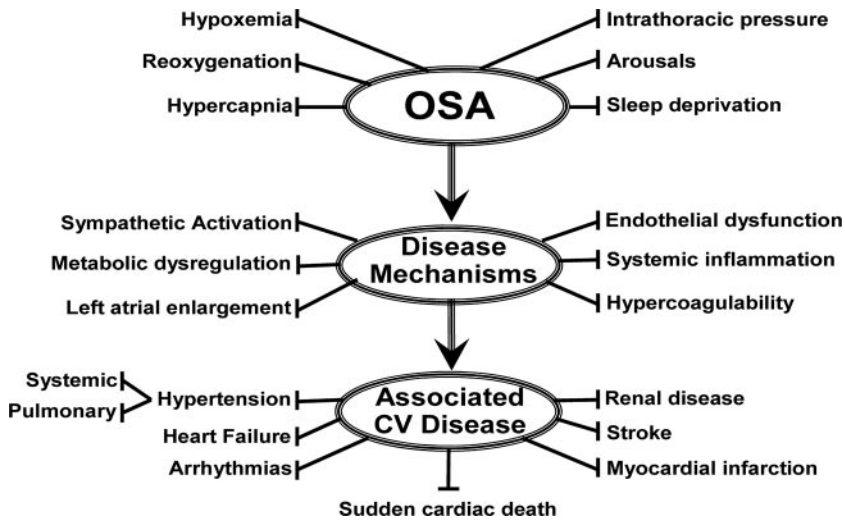 Hypoxemia
Intrathoracic pressure
Reoxygenation
Arousals
Hypercapnia
OSA
Sleep deprivation
Sympathetic Activation
Endothelial dysfunction
Metabolic dysregulation
Disease
Mechanisms
Systemic inflammation
Left atrial enlargement
Hypercoagulability
Systemic
Pulmonary
Hypertension
Associated
CV Disease
Renal disease
Heart Failure
Stroke
Arrhythmias
Myocardial infarction
Sudden cardiac death